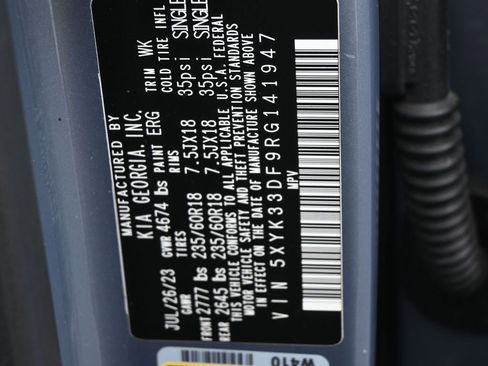 MANUFACTURED BY
KIA GEORGIA, INC.
JUL/26/23 GVWR 4674 lbs PAINT ERG TRIM WK
GAWR TIRES RIMS COLD TIRE INFL
FRONT 2777 lbs 235/60R18 7.5JX18 35psi SINGLE
REAR 2645 lbs 235/60R18 7.5JX18 35psi SINGLE
THIS VEHICLE CONFORMS TO ALL APPLICABLE U.S.A. FEDERAL
MOTOR VEHICLE SAFETY AND THEFT PREVENTION STANDARDS
IN EFFECT ON THE DATE OF MANUFACTURE SHOWN ABOVE
VIN 5XYK33DF9RG141947
MPV
W410